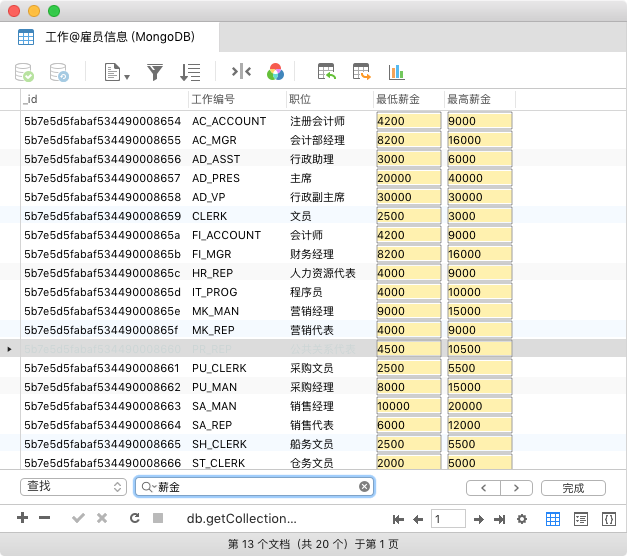 工作@雇员信息 (MongoDB)
_id 工作编号 职位 最低薪金 最高薪金
5b7e5d5fabaf534490008654 AC_ACCOUNT 注册会计师 4200 9000
5b7e5d5fabaf534490008655 AC_MGR 会计部经理 8200 16000
5b7e5d5fabaf534490008656 AD_ASST 行政助理 3000 6000
5b7e5d5fabaf534490008657 AD_PRES 主席 20000 40000
5b7e5d5fabaf534490008658 AD_VP 行政副主席 30000 30000
5b7e5d5fabaf534490008659 CLERK 文员 2500 3000
5b7e5d5fabaf53449000865a FI_ACCOUNT 会计师 4200 9000
5b7e5d5fabaf53449000865b FI_MGR 财务经理 8200 16000
5b7e5d5fabaf53449000865c HR_REP 人力资源代表 4000 9000
5b7e5d5fabaf53449000865d IT_PROG 程序员 4000 10000
5b7e5d5fabaf53449000865e MK_MAN 营销经理 9000 15000
5b7e5d5fabaf53449000865f MK_REP 营销代表 4000 9000
4500 10500
5b7e5d5fabaf534490008661 PU_CLERK 采购文员 2500 5500
5b7e5d5fabaf534490008662 PU_MAN 采购经理 8000 15000
5b7e5d5fabaf534490008663 SA_MAN 销售经理 10000 20000
5b7e5d5fabaf534490008664 SA_REP 销售代表 6000 12000
5b7e5d5fabaf534490008665 SH_CLERK 船务文员 2500 5500
5b7e5d5fabaf534490008666 ST_CLERK 仓务文员 2000 5000
查找 薪金 完成
db.getCollection... 1
第 13 个文档（共 20 个）于第 1 页